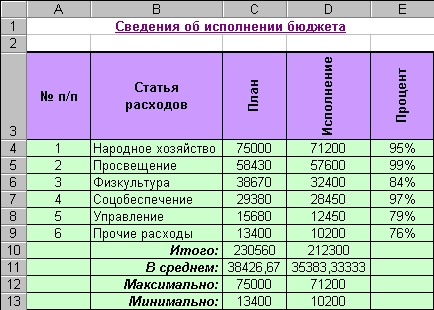 A B C D E
1 Сведения об исполнении бюджета
2
3 № п/п Статья расходов План Исполнение Процент
4 1 Народное хозяйство 75000 71200 95%
5 2 Просвещение 58430 57600 99%
6 3 Физкультура 38670 32400 84%
7 4 Соцобеспечение 29380 28450 97%
8 5 Управление 15680 12450 79%
9 6 Прочие расходы 13400 10200 76%
10 Итого: 230560 212300
11 В среднем: 38426,67 35383,33333
12 Максимально: 75000 71200
13 Минимально: 13400 10200